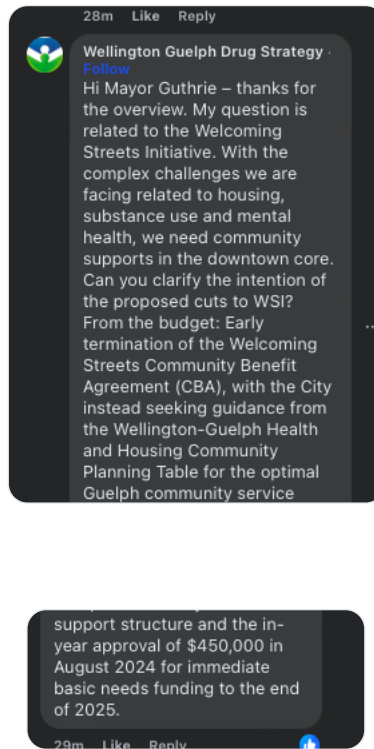 28m Like Reply
Wellington Guelph Drug Strategy ·
Follow
Hi Mayor Guthrie – thanks for
the overview. My question is
related to the Welcoming
Streets Initiative. With the
complex challenges we are
facing related to housing,
substance use and mental
health, we need community
supports in the downtown core.
Can you clarify the intention of
the proposed cuts to WSI?
From the budget: Early
termination of the Welcoming
Streets Community Benefit
Agreement (CBA), with the City
instead seeking guidance from
the Wellington-Guelph Health
and Housing Community
Planning Table for the optimal
Guelph community service
support structure and the in-
year approval of $450,000 in
August 2024 for immediate
basic needs funding to the end
of 2025.
29m Like Reply